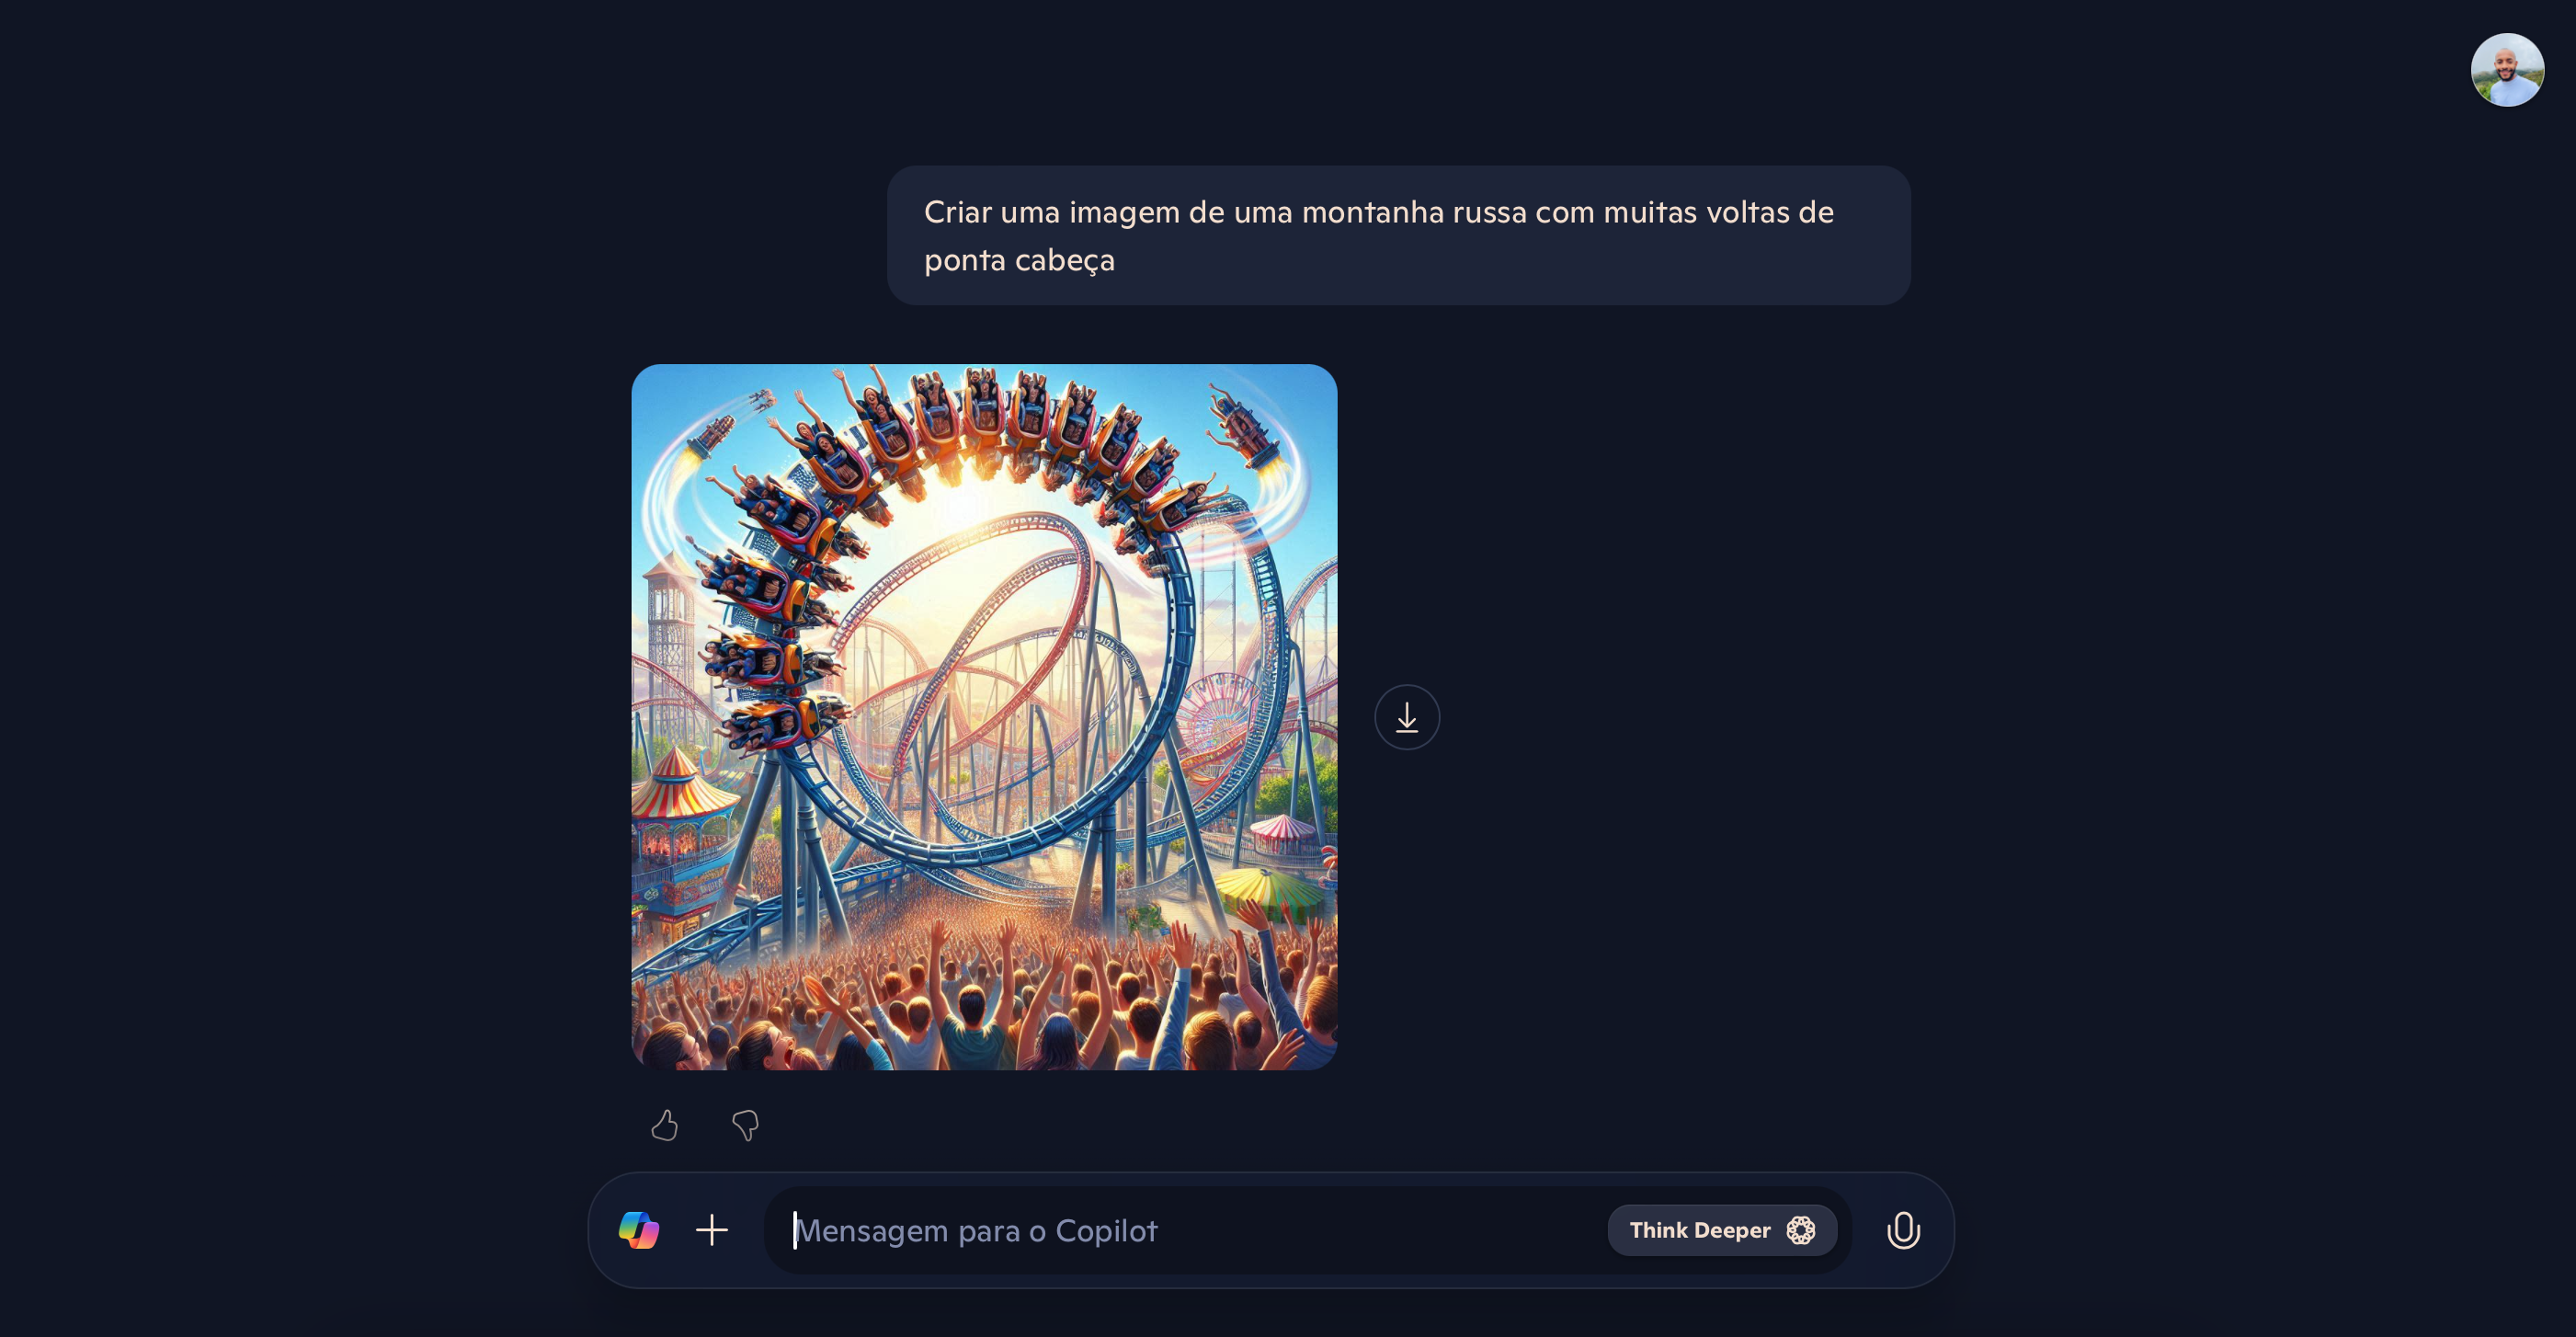 Criar uma imagem de uma montanha russa com muitas voltas de
ponta cabeça
Mensagem para o Copilot
Think Deeper